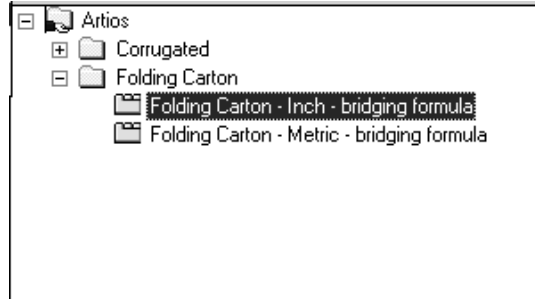 Artios
Corrugated
Folding Carton
Folding Carton - Inch - bridging formula
Folding Carton - Metric - bridging formula